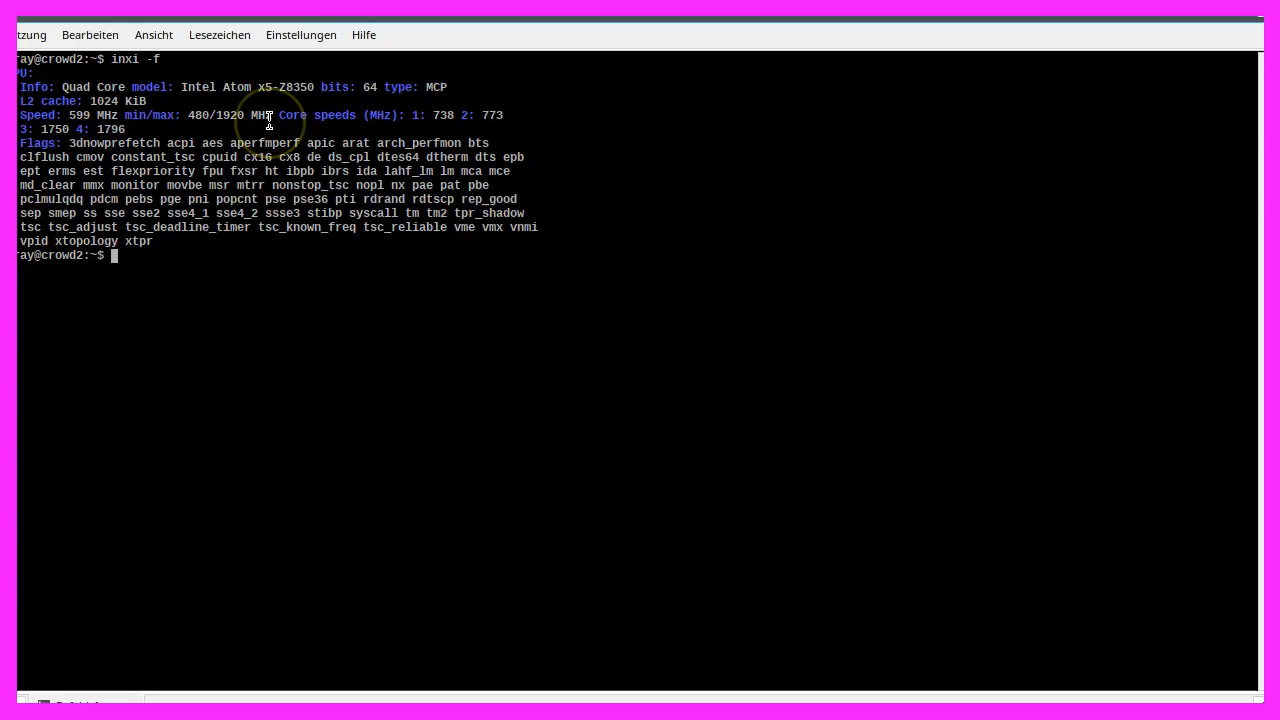 tzung Bearbeiten Ansicht Lesezeichen Einstellungen Hilfe
ray@crowd2:~$ inxi -f
PU:
Info: Quad Core model: Intel Atom x5-Z8350 bits: 64 type: MCP
L2 cache: 1024 KiB
Speed: 599 MHz min/max: 480/1920 MHz Core speeds (MHz): 1: 738 2: 773
3: 1750 4: 1796
Flags: 3dnowprefetch acpi aes aperfmperf apic arat arch_perfmon bts
clflush cmov constant_tsc cpuid cx16 cx8 de ds_cpl dtes64 dtherm dts epb
ept erms est flexpriority fpu fxsr ht ibpb ibrs ida lahf_lm lm mca mce
md_clear mmx monitor movbe msr mtrr nonstop_tsc nopl nx pae pat pbe
pclmulqdq pdcm pebs pge pni popcnt pse pse36 pti rdrand rdtscp rep_good
sep smep ss sse sse2 sse4_1 sse4_2 ssse3 stibp syscall tm tm2 tpr_shadow
tsc tsc_adjust tsc_deadline_timer tsc_known_freq tsc_reliable vme vmx vnmi
vpid xtopology xtpr
ray@crowd2:~$